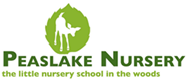 PEASLAKE NURSERY
the little nursery school in the woods